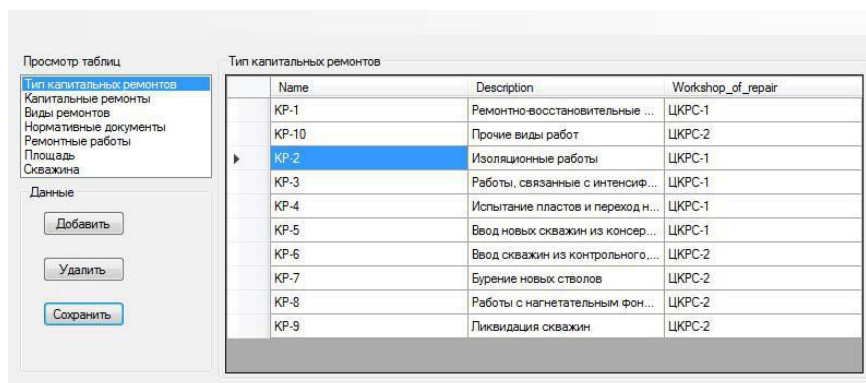 Просмотр таблиц
Тип капитальных ремонтов
Капитальные ремонты
Виды ремонтов
Нормативные документы
Ремонтные работы
Площадь
Скважина
Данные
Добавить
Удалить
Сохранить
Тип капитальных ремонтов
Name Description Workshop_of_repair
КР-1 Ремонтно-восстановительные ... ЦКРС-1
КР-10 Прочие виды работ ЦКРС-2
КР-2 Изоляционные работы ЦКРС-1
КР-3 Работы, связанные с интенсиф... ЦКРС-1
КР-4 Испытание пластов и переход н... ЦКРС-1
КР-5 Ввод новых скважин из консер... ЦКРС-1
КР-6 Ввод скважин из контрольного,... ЦКРС-2
КР-7 Бурение новых стволов ЦКРС-2
КР-8 Работы с нагнетательным фон... ЦКРС-2
КР-9 Ликвидация скважин ЦКРС-2